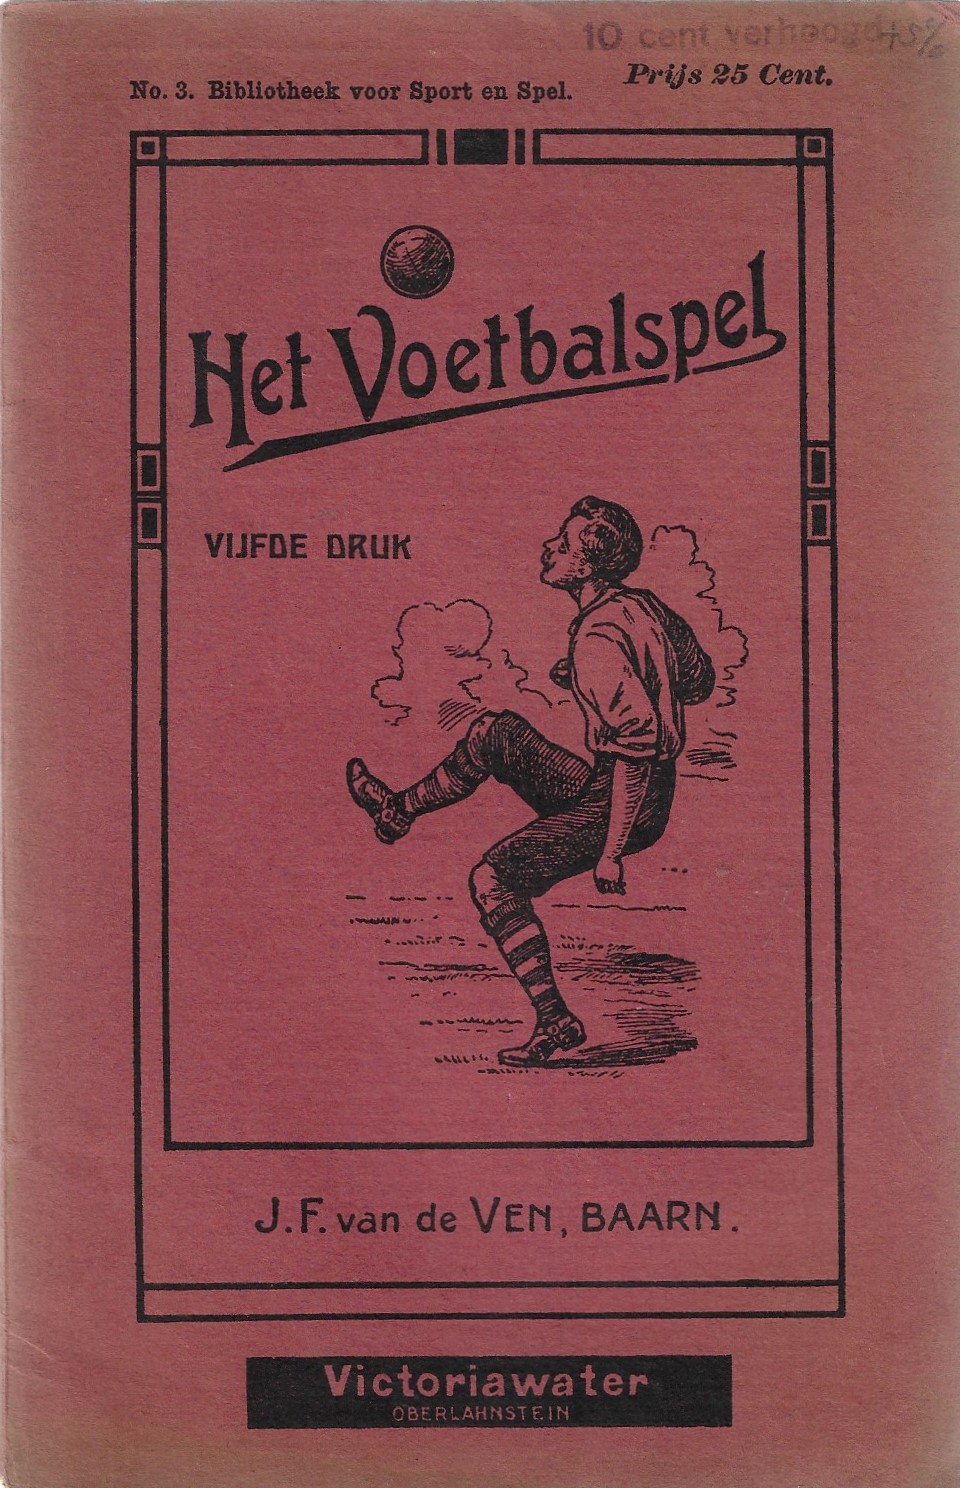 10 cent verhoogd +5%
Prijs 25 Cent.
No. 3. Bibliotheek voor Sport en Spel.
Het Voetbalspel
VIJFDE DRUK
J. F. van de VEN, BAARN.
Victoriawater
OBERLAHNSTEIN